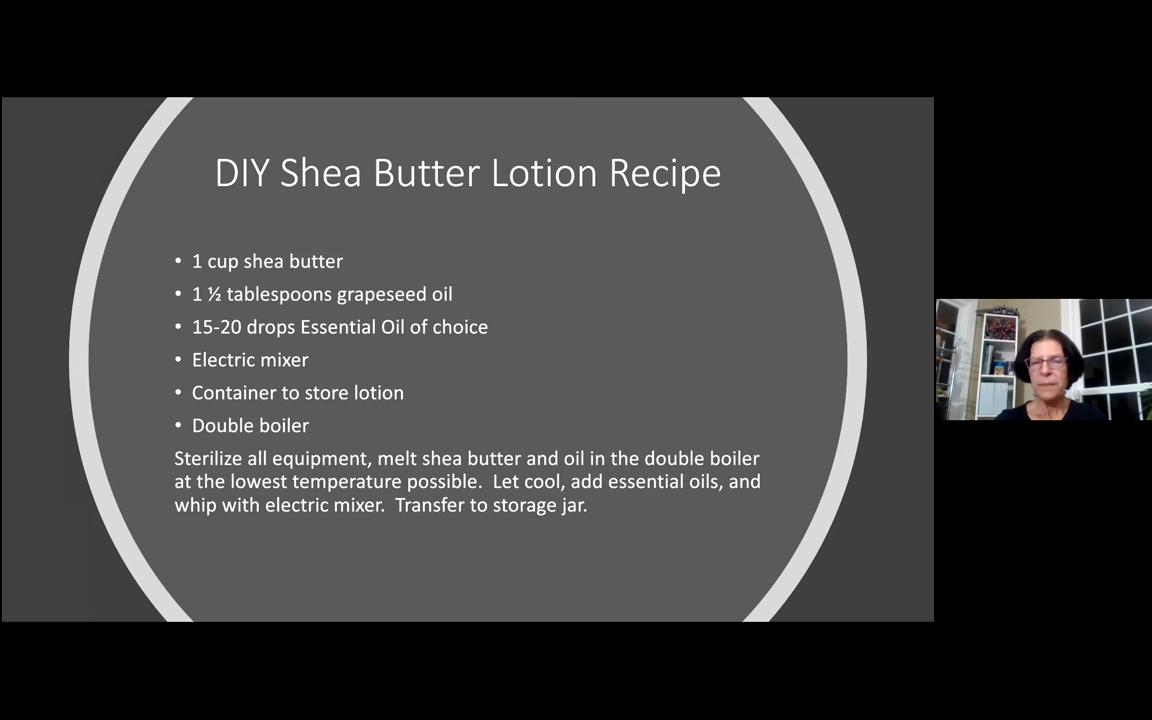 DIY Shea Butter Lotion Recipe
• 1 cup shea butter
• 1 ½ tablespoons grapeseed oil
• 15-20 drops Essential Oil of choice
• Electric mixer
• Container to store lotion
• Double boiler
Sterilize all equipment, melt shea butter and oil in the double boiler
at the lowest temperature possible.  Let cool, add essential oils, and
whip with electric mixer.  Transfer to storage jar.